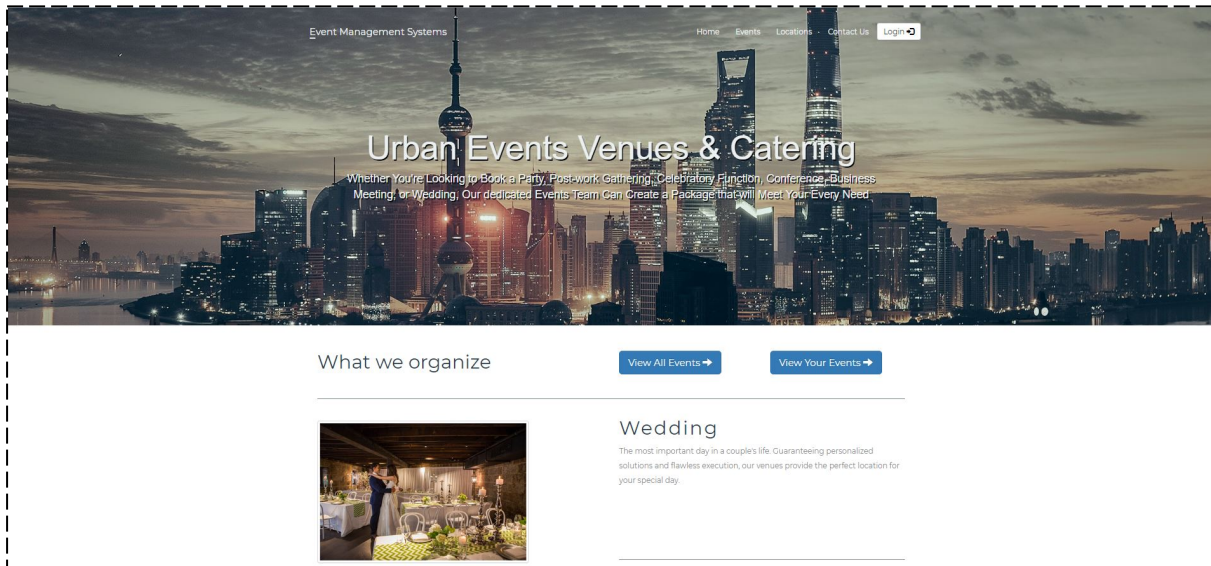 Event Management Systems
Home Events Locations Contact Us Login
Urban Events Venues & Catering
Whether You're Looking to Book a Party, Post-work Gathering, Celebratory Function, Conference, Business
Meeting, or Wedding, Our dedicated Events Team Can Create a Package that will Meet Your Every Need
What we organize
View All Events
View Your Events
Wedding
The most important day in a couple's life. Guaranteeing personalized
solutions and flawless execution, our venues provide the perfect location for
your special day.